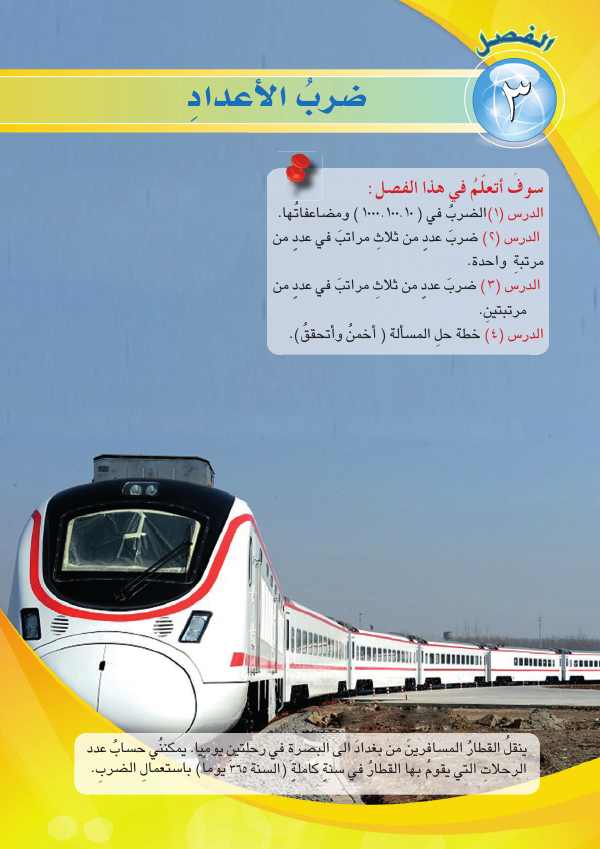 الفصل
٣
ضربُ الأعدادِ
سوفَ أتعلّمُ في هذا الفصل :
الدرس (١) الضربُ في ( ١٠، ١٠٠، ١٠٠٠ ) ومضاعفاتُها.
الدرس (٢) ضربَ عددٍ من ثلاثِ مراتبَ في عددٍ من
مرتبةٍ واحدة.
الدرس (٣) ضربَ عددٍ من ثلاثِ مراتبَ في عددٍ من
مرتبتينِ.
الدرس (٤) خطة حلِ المسألة ( أخمنُ وأتحققُ).
ينقلُ القطارُ المسافرينَ من بغدادَ الى البصرة في رحلتينِ يوميا. يمكنني حسابُ عدد
الرحلات التي يقومُ بها القطارُ في سنةٍ كاملةٍ (السنة ٣٦٥ يوماً) باستعمالِ الضربِ.